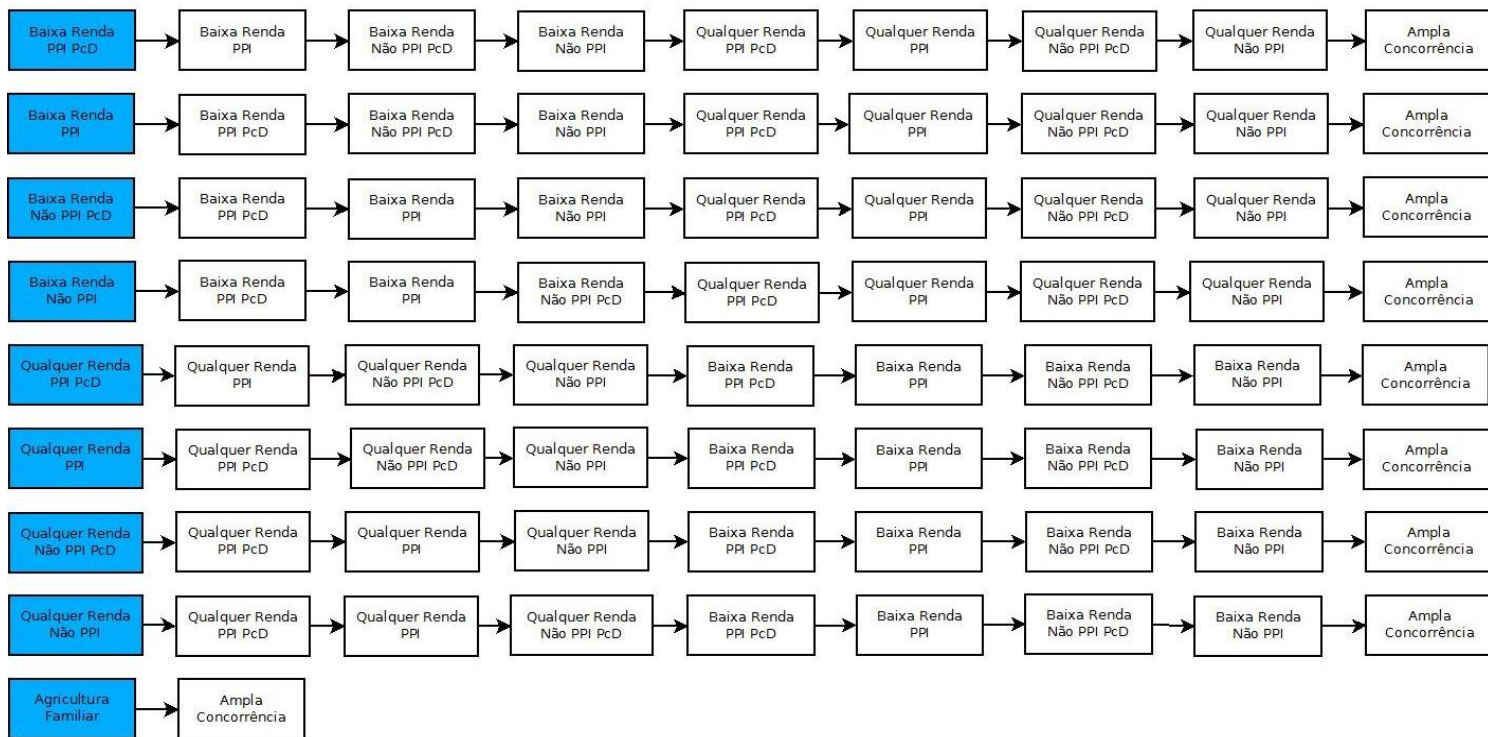 Baixa Renda
PPI PcD
Baixa Renda
PPI
Baixa Renda
Não PPI PcD
Baixa Renda
Não PPI
Qualquer Renda
PPI PcD
Qualquer Renda
PPI
Qualquer Renda
Não PPI PcD
Qualquer Renda
Não PPI
Ampla
Concorrência
Baixa Renda
PPI
Baixa Renda
PPI PcD
Baixa Renda
Não PPI PcD
Baixa Renda
Não PPI
Qualquer Renda
PPI PcD
Qualquer Renda
PPI
Qualquer Renda
Não PPI PcD
Qualquer Renda
Não PPI
Ampla
Concorrência
Baixa Renda
Não PPI PcD
Baixa Renda
PPI PcD
Baixa Renda
PPI
Baixa Renda
Não PPI
Qualquer Renda
PPI PcD
Qualquer Renda
PPI
Qualquer Renda
Não PPI PcD
Qualquer Renda
Não PPI
Ampla
Concorrência
Baixa Renda
Não PPI
Baixa Renda
PPI PcD
Baixa Renda
PPI
Baixa Renda
Não PPI PcD
Qualquer Renda
PPI PcD
Qualquer Renda
PPI
Qualquer Renda
Não PPI PcD
Qualquer Renda
Não PPI
Ampla
Concorrência
Qualquer Renda
PPI PcD
Qualquer Renda
PPI
Qualquer Renda
Não PPI PcD
Qualquer Renda
Não PPI
Baixa Renda
PPI PcD
Baixa Renda
PPI
Baixa Renda
Não PPI PcD
Baixa Renda
Não PPI
Ampla
Concorrência
Qualquer Renda
PPI
Qualquer Renda
PPI PcD
Qualquer Renda
Não PPI PcD
Qualquer Renda
Não PPI
Baixa Renda
PPI PcD
Baixa Renda
PPI
Baixa Renda
Não PPI PcD
Baixa Renda
Não PPI
Ampla
Concorrência
Qualquer Renda
Não PPI PcD
Qualquer Renda
PPI PcD
Qualquer Renda
PPI
Qualquer Renda
Não PPI
Baixa Renda
PPI PcD
Baixa Renda
PPI
Baixa Renda
Não PPI PcD
Baixa Renda
Não PPI
Ampla
Concorrência
Qualquer Renda
Não PPI
Qualquer Renda
PPI PcD
Qualquer Renda
PPI
Qualquer Renda
Não PPI PcD
Baixa Renda
PPI PcD
Baixa Renda
PPI
Baixa Renda
Não PPI PcD
Baixa Renda
Não PPI
Ampla
Concorrência
Agricultura
Familiar
Ampla
Concorrência